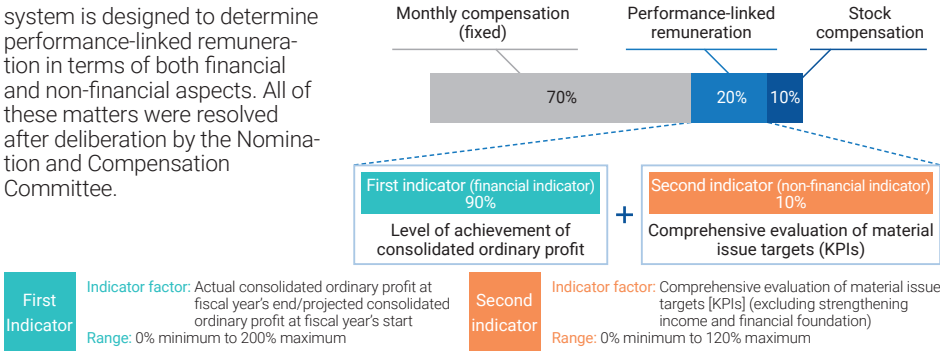 system is designed to determine
performance-linked remunera-
tion in terms of both financial
and non-financial aspects. All of
these matters were resolved
after deliberation by the Nomina-
tion and Compensation
Committee.
Monthly compensation
(fixed)
Performance-linked
remuneration
Stock
compensation
70%
20%
10%
First indicator (financial indicator)
90%
Level of achievement of
consolidated ordinary profit
+
Second indicator (non-financial indicator)
10%
Comprehensive evaluation of material
issue targets (KPIs)
First
Indicator
Indicator factor: Actual consolidated ordinary profit at
fiscal year's end/projected consolidated
ordinary profit at fiscal year's start
Range: 0% minimum to 200% maximum
Second
indicator
Indicator factor: Comprehensive evaluation of material issue
targets [KPIs] (excluding strengthening
income and financial foundation)
Range: 0% minimum to 120% maximum